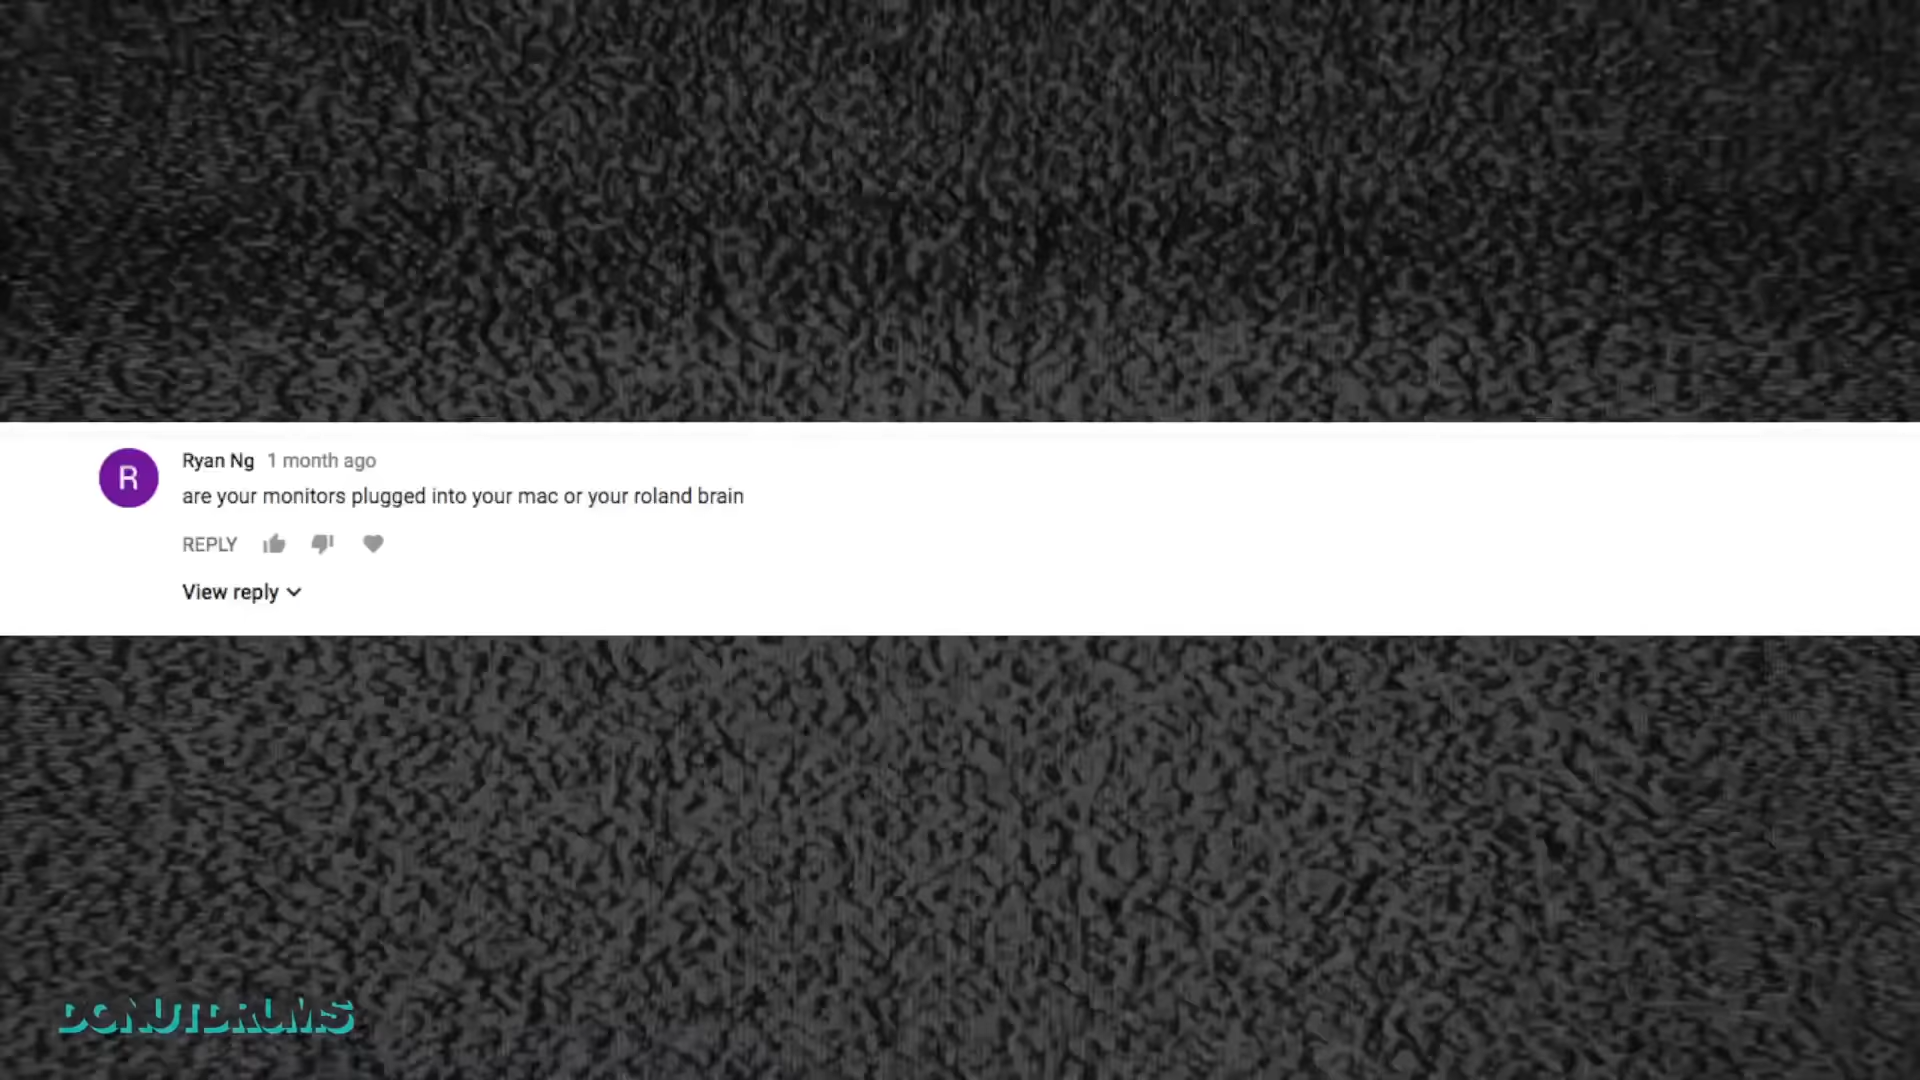 Ryan Ng 1 month ago
R
are your monitors plugged into your mac or your roland brain
REPLY
View reply
DONUTDRUMS